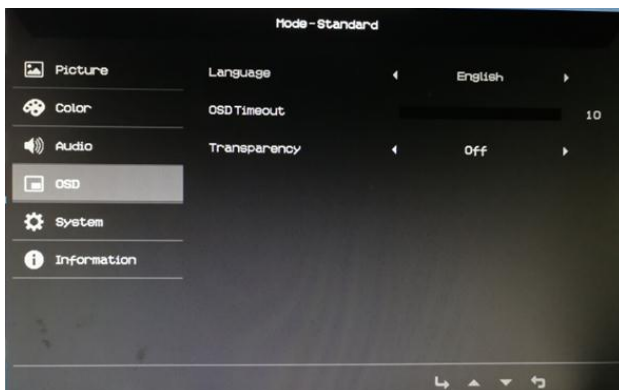 Mode-Standard
Picture
Language
English
Color
OSD Timeout
10
Audio
Transparency
Off
OSD
System
Information